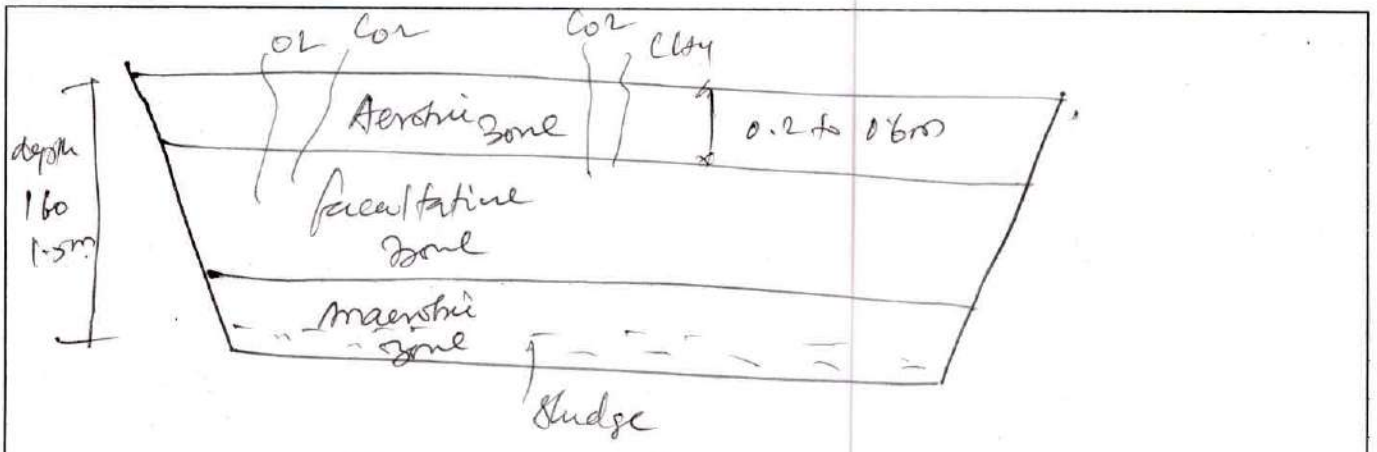 O2 CO2 CO2 CH4
Aerobic zone
0.2 to 0.6m
depth
1 to
1.5m
facultative
zone
Anaerobic
zone
Sludge